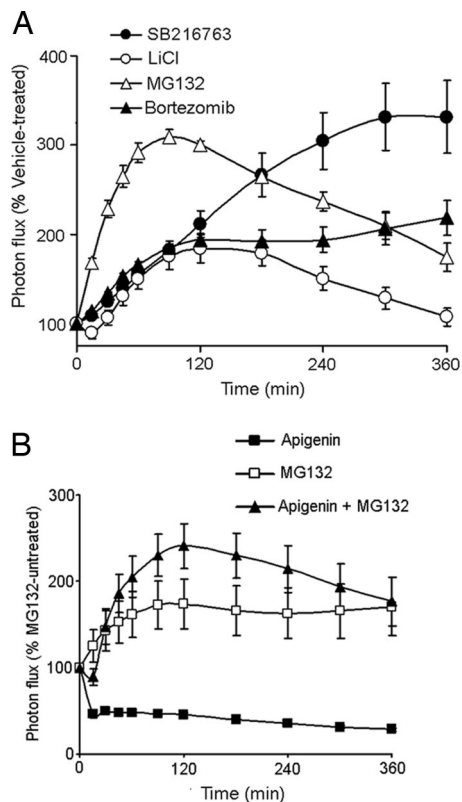 A
SB216763
LiCl
MG132
Bortezomib
Photon flux (% Vehicle-treated)
400
300
200
100
0
120
240
360
Time (min)
B
Apigenin
MG132
Apigenin + MG132
Photon flux (% MG132-untreated)
300
200
100
0
0
120
240
360
Time (min)